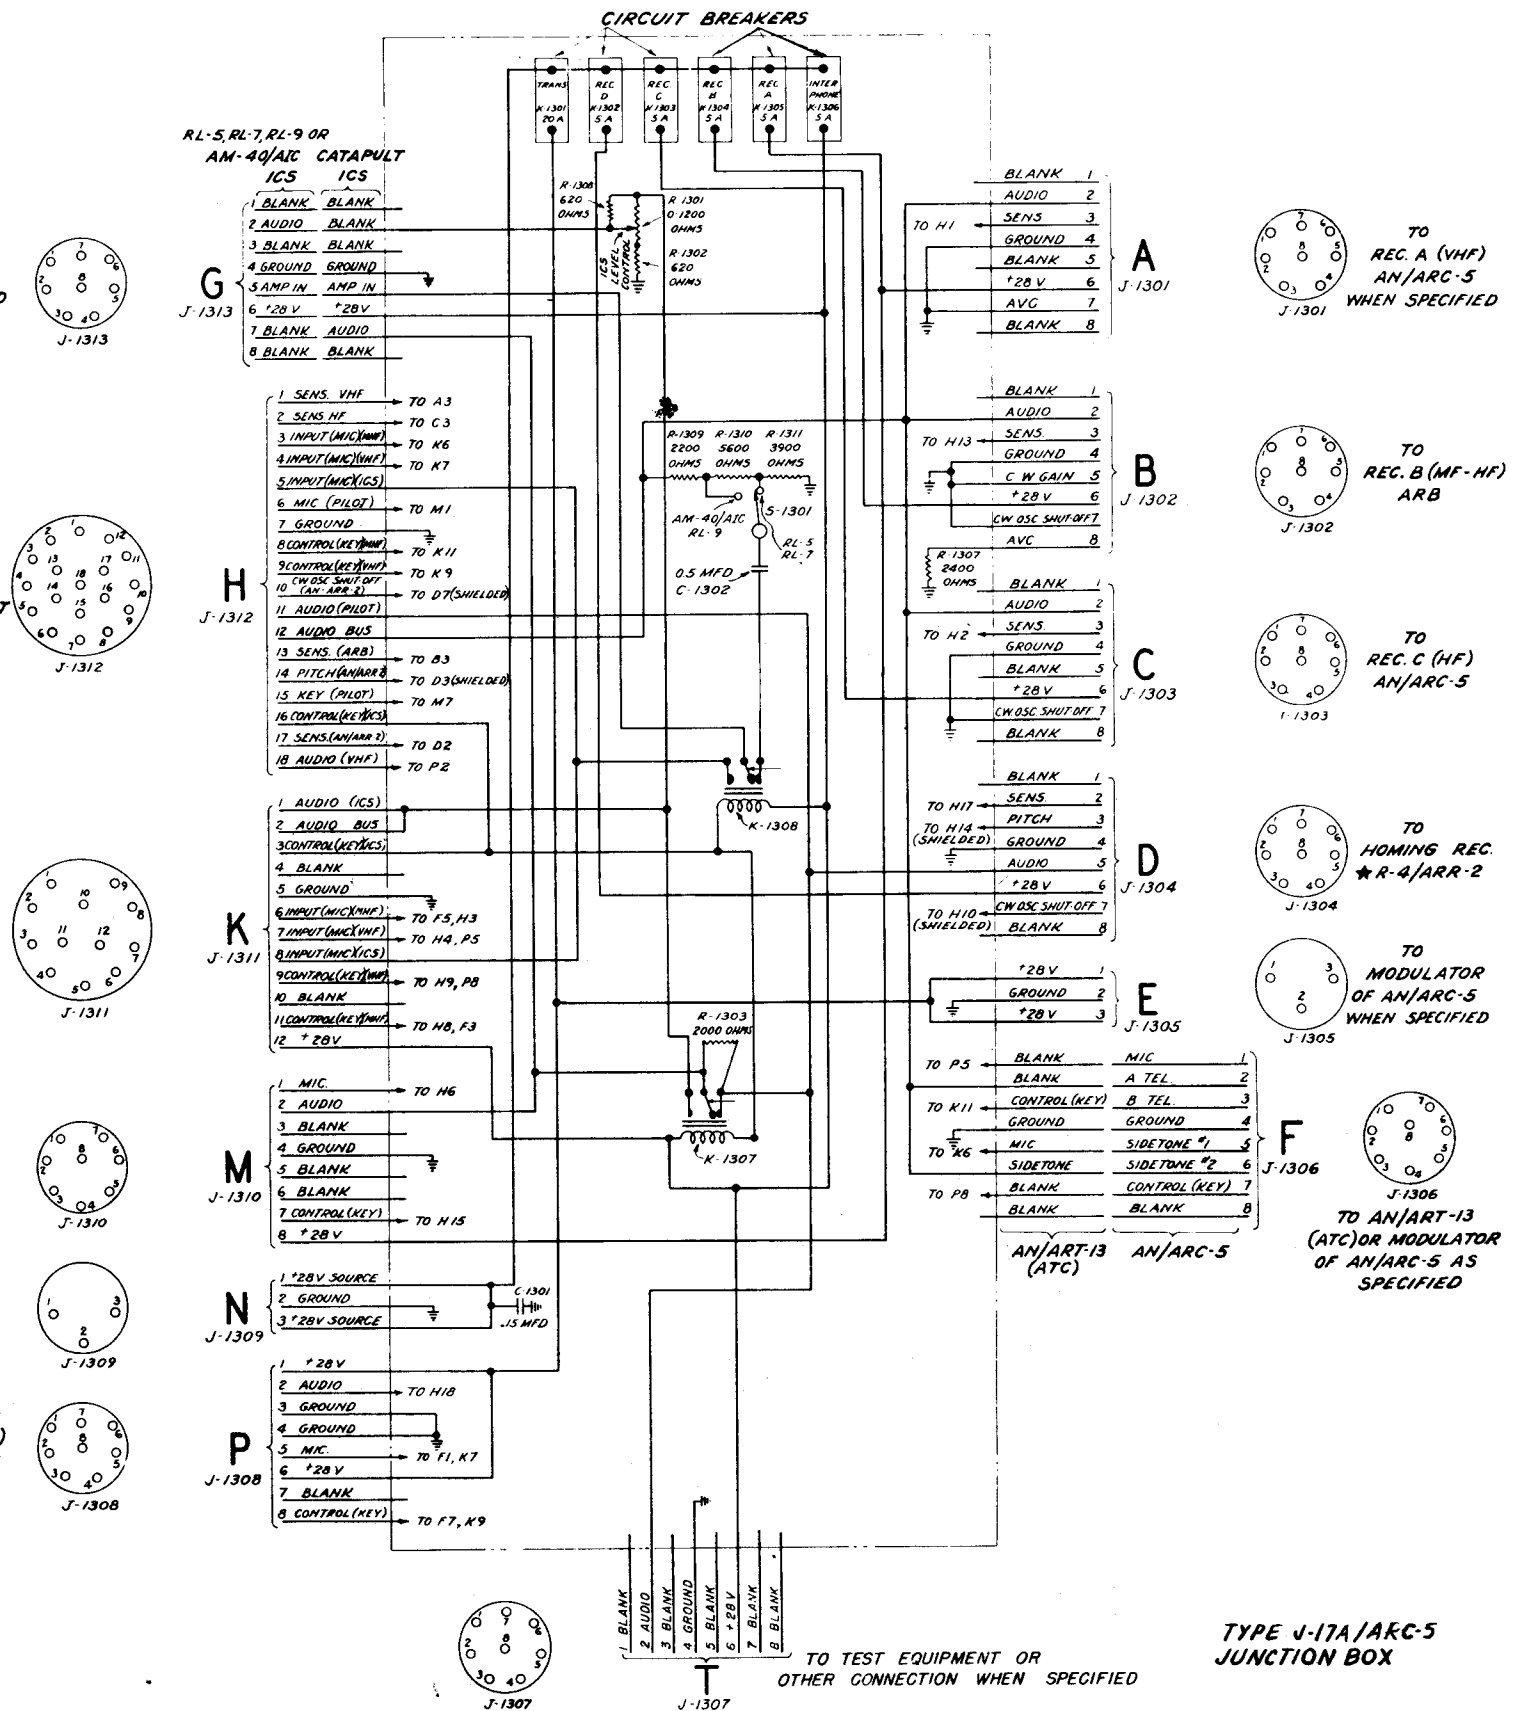 CIRCUIT BREAKERS
TRANS K-1301 20 A
REC D K-1302 5 A
REC C K-1303 5 A
REC B K-1304 5 A
REC A K-1305 5 A
INTER PHONE K-1306 5 A
RL-5, RL-7, RL-9 OR
AM-40/AIC CATAPULT
ICS ICS
1 BLANK BLANK
2 AUDIO BLANK
3 BLANK BLANK
4 GROUND GROUND
5 AMP IN AMP IN
6 +28V +28V
7 BLANK AUDIO
8 BLANK BLANK
G
J-1313
7
1 6
8
2 5
3 4
J-1313
R-1308
620
OHMS
R 1301
0-1200
OHMS
R-1302
620
OHMS
ICS
LEVEL
CONTROL
1 SENS. VHF TO A3
2 SENS HF TO C3
3 INPUT(MIC)(MHF) TO K6
4 INPUT(MIC)(VHF) TO K7
5 INPUT(MIC)(ICS)
6 MIC (PILOT) TO M1
7 GROUND
8 CONTROL(KEY)(MHF) TO K11
9 CONTROL(KEY)(VHF) TO K9
10 CW OSC SHUT-OFF (AN-ARR-2) TO D7(SHIELDED)
11 AUDIO (PILOT)
12 AUDIO BUS
13 SENS. (ARB) TO B3
14 PITCH(AN/ARR2) TO D3(SHIELDED)
15 KEY (PILOT) TO M7
16 CONTROL(KEY)(ICS)
17 SENS.(AN/ARR 2) TO D2
18 AUDIO (VHF) TO P2
H
J-1312
J-1312
R-1309 R-1310 R-1311
2200 5600 3900
OHMS OHMS OHMS
AM-40/AIC
RL-9
S-1301
RL-5
RL-7
0.5 MFD
C-1302
K-1308
1 AUDIO (ICS)
2 AUDIO BUS
3 CONTROL(KEY)(ICS)
4 BLANK
5 GROUND
6 INPUT(MIC)(MHF) TO F5, H3
7 INPUT(MIC)(VHF) TO H4, P5
8 INPUT(MIC)(ICS)
9 CONTROL(KEY)(VHF) TO H9, P8
10 BLANK
11 CONTROL(KEY)(MHF) TO H8, F3
12 +28V
K
J-1311
J-1311
R-1303
2000 OHMS
K-1307
1 MIC. TO H6
2 AUDIO
3 BLANK
4 GROUND
5 BLANK
6 BLANK
7 CONTROL(KEY) TO H15
8 +28V
M
J-1310
J-1310
1 +28V SOURCE
2 GROUND
3 +28V SOURCE
N
J-1309
J-1309
C-1301
.15 MFD
1 +28V
2 AUDIO TO H18
3 GROUND
4 GROUND
5 MIC. TO F1, K7
6 +28V
7 BLANK
8 CONTROL(KEY) TO F7, K9
P
J-1308
J-1308
BLANK 1
AUDIO 2
TO H1 SENS 3
GROUND 4
BLANK 5
+28V 6
AVC 7
BLANK 8
A
J-1301
J-1301
TO
REC. A (VHF)
AN/ARC-5
WHEN SPECIFIED
BLANK 1
AUDIO 2
TO H13 SENS. 3
GROUND 4
C W GAIN 5
+28V 6
CW OSC SHUT-OFF 7
AVC 8
B
J-1302
J-1302
TO
REC. B (MF-HF)
ARB
R-1307
2400
OHMS
BLANK 1
AUDIO 2
TO H2 SENS. 3
GROUND 4
BLANK 5
+28V 6
CW OSC SHUT OFF 7
BLANK 8
C
J-1303
1-1303
TO
REC. C (HF)
AN/ARC-5
BLANK 1
TO H17 SENS 2
TO H14 (SHIELDED) PITCH 3
GROUND 4
AUDIO 5
+28V 6
TO H10 (SHIELDED) CW OSC SHUT-OFF 7
BLANK 8
D
J-1304
J-1304
TO
HOMING REC.
★R-4/ARR-2
+28V 1
GROUND 2
+28V 3
E
J-1305
J-1305
TO
MODULATOR
OF AN/ARC-5
WHEN SPECIFIED
TO P5 BLANK MIC 1
BLANK A TEL. 2
TO K11 CONTROL (KEY) B TEL. 3
GROUND GROUND 4
TO K6 MIC SIDETONE #1 5
SIDETONE SIDETONE #2 6
TO P8 BLANK CONTROL (KEY) 7
BLANK BLANK 8
AN/ART-13 AN/ARC-5
(ATC)
F
J-1306
J-1306
TO AN/ART-13
(ATC) OR MODULATOR
OF AN/ARC-5 AS
SPECIFIED
1 BLANK
2 AUDIO
3 BLANK
4 GROUND
5 BLANK
6 +28V
7 BLANK
8 BLANK
T
J-1307
J-1307
TO TEST EQUIPMENT OR
OTHER CONNECTION WHEN SPECIFIED
TYPE J-17A/ARC-5
JUNCTION BOX